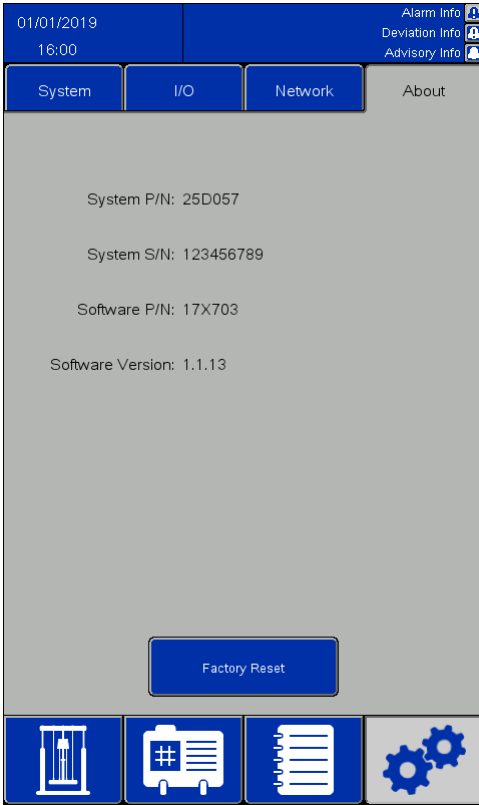 01/01/2019
16:00
Alarm Info
Deviation Info
Advisory Info
System
I/O
Network
About
System P/N: 25D057
System S/N: 123456789
Software P/N: 17X703
Software Version: 1.1.13
Factory Reset
#